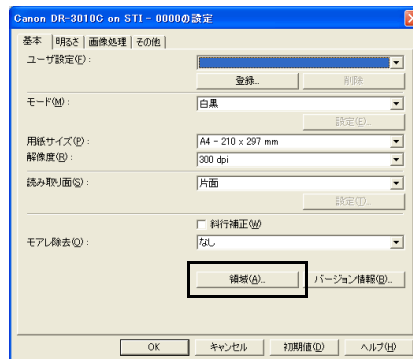 Canon DR-3010C on STI - 0000の設定
基本 明るさ 画像処理 その他
ユーザ設定(F):
登録... 削除
モード(M): 白黒
設定(E)...
用紙サイズ(P): A4 - 210 x 297 mm
解像度(R): 300 dpi
読み取り面(S): 片面
設定(T)...
斜行補正(W)
モアレ除去(Q): なし
領域(A)... バージョン情報(B)...
OK キャンセル 初期値(D) ヘルプ(H)